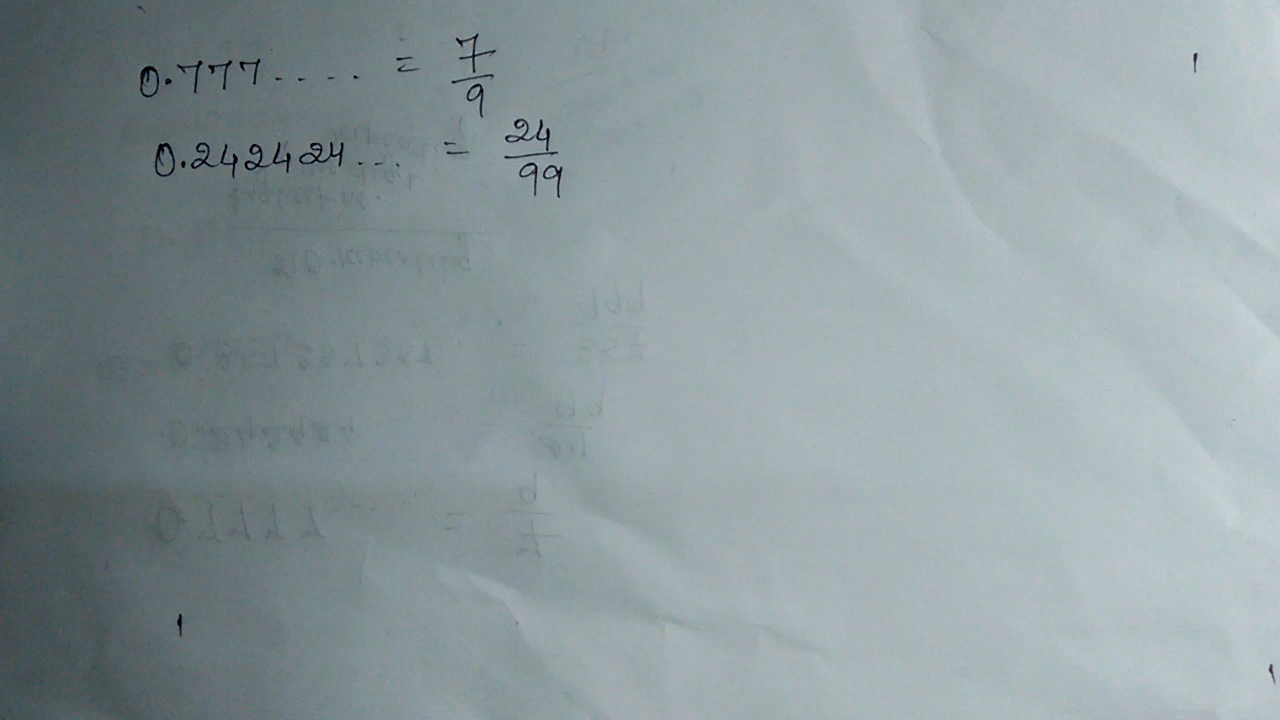 0.777.... = 7/9
0.242424... = 24/99